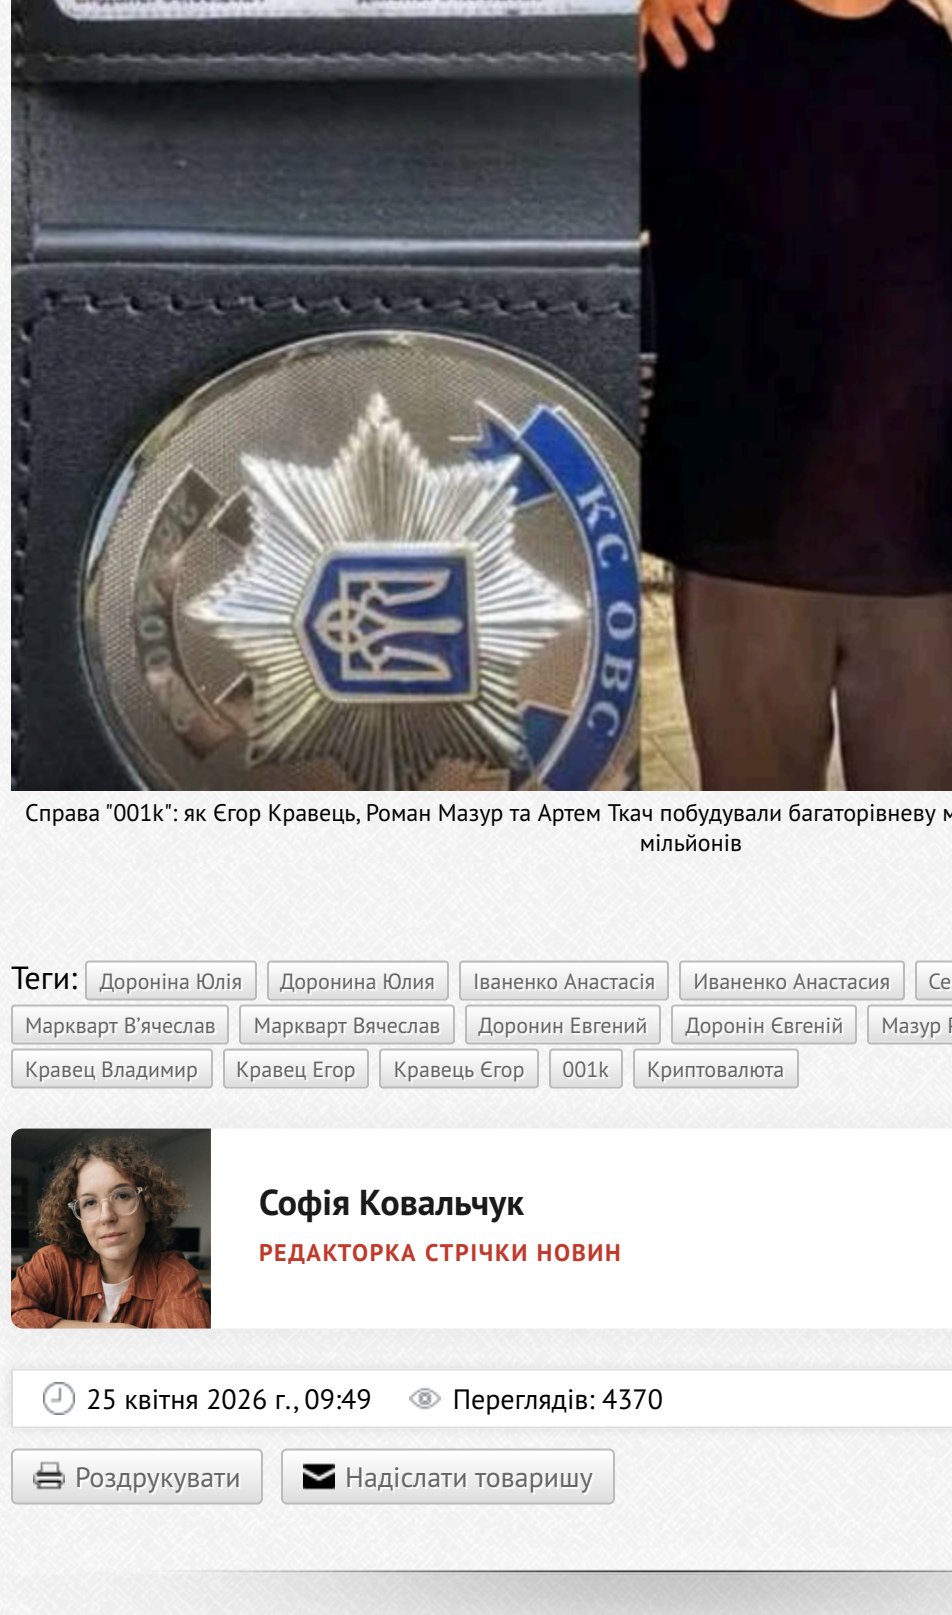 КС ОВС
Справа "001k": як Єгор Кравець, Роман Мазур та Артем Ткач побудували багаторівневу
мільйонів
Теги: Дороніна Юлія Доронина Юлия Іваненко Анастасія Иваненко Анастасия
Маркварт В’ячеслав Маркварт Вячеслав Доронин Евгений Доронін Євгеній Мазур
Кравец Владимир Кравец Егор Кравець Єгор 001k Криптовалюта
Софія Ковальчук
РЕДАКТОРКА СТРІЧКИ НОВИН
25 квітня 2026 г., 09:49 Переглядів: 4370
Роздрукувати Надіслати товаришу